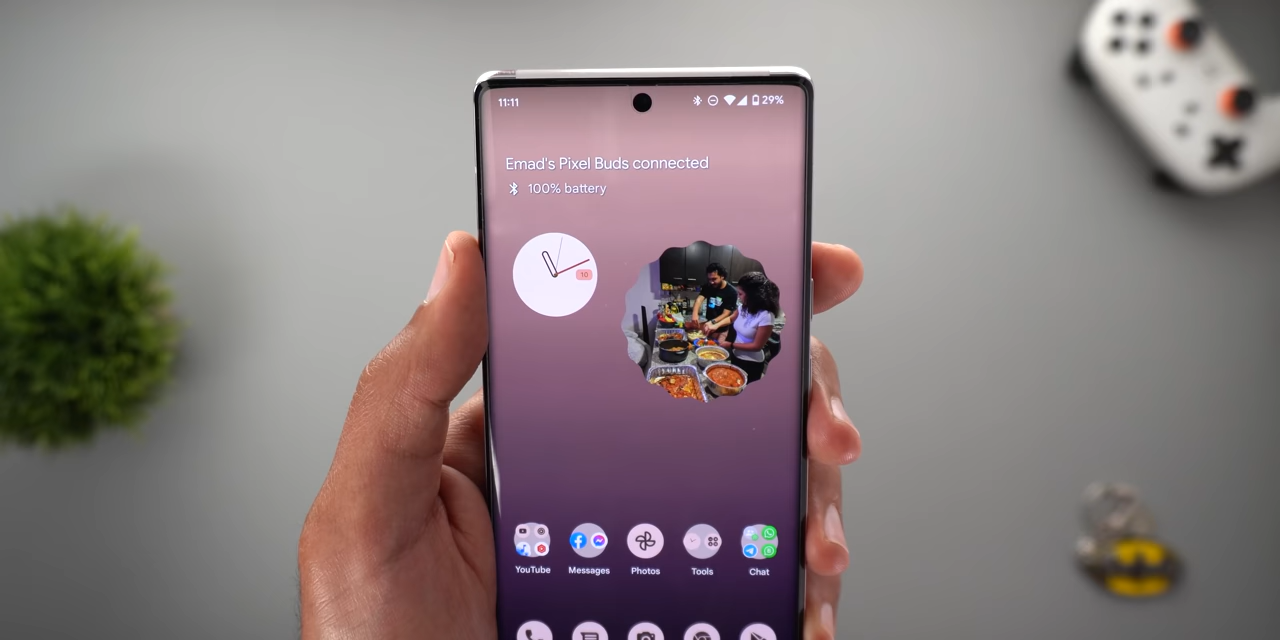 11:11
29%
Emad's Pixel Buds connected
100% battery
10
YouTube
Messages
Photos
Tools
Chat